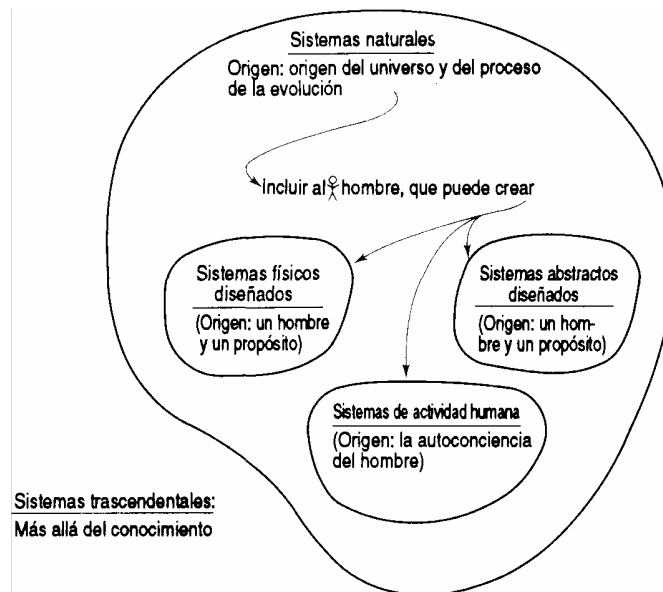 Sistemas naturales
Origen: origen del universo y del proceso
de la evolución
Incluir al hombre, que puede crear
Sistemas físicos
diseñados
(Origen: un hombre
y un propósito)
Sistemas abstractos
diseñados
(Origen: un hom-
bre y un propósito)
Sistemas de actividad humana
(Origen: la autoconciencia
del hombre)
Sistemas trascendentales:
Más allá del conocimiento